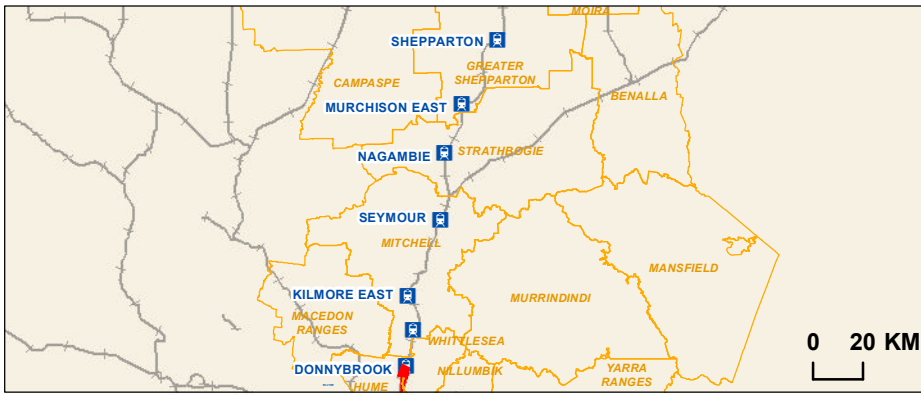 MOIRA
SHEPPARTON
GREATER
SHEPPARTON
CAMPASPE
BENALLA
MURCHISON EAST
NAGAMBIE
STRATHBOGIE
SEYMOUR
MITCHELL
MANSFIELD
KILMORE EAST
MURRINDINDI
MACEDON
RANGES
WHITTLESEA
0 20 KM
DONNYBROOK
NILLUMBIK
YARRA
RANGES
HUME